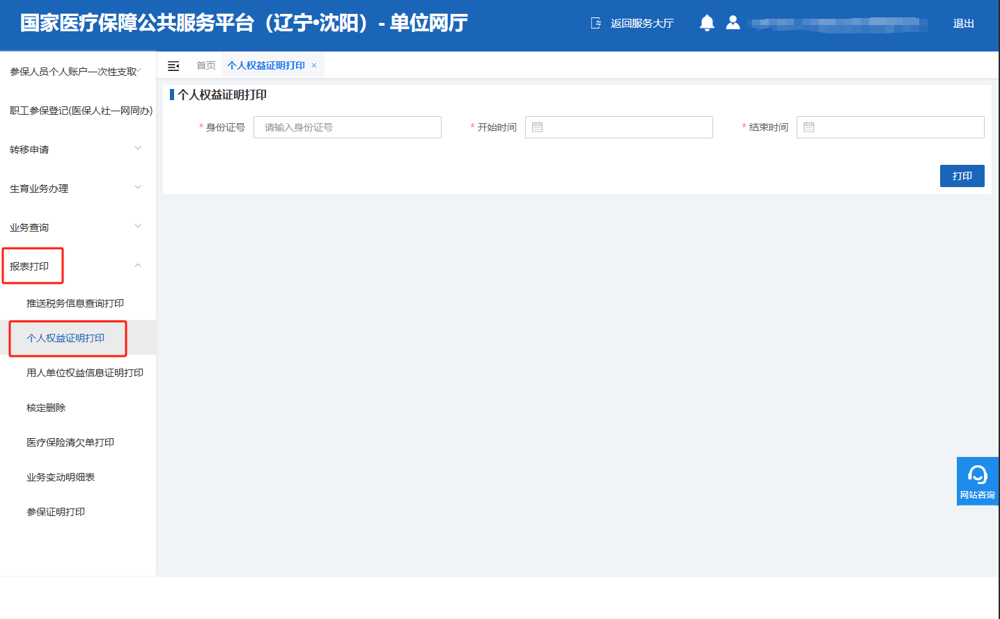 国家医疗保障公共服务平台（辽宁•沈阳）- 单位网厅
返回服务大厅
退出
参保人员个人账户一次性支取
职工参保登记(医保人社一网同办)
转移申请
生育业务办理
业务查询
报表打印
推送税务信息查询打印
个人权益证明打印
用人单位权益信息证明打印
核定删除
医疗保险清欠单打印
业务变动明细表
参保证明打印
首页 个人权益证明打印 ×
个人权益证明打印
* 身份证号 请输入身份证号 * 开始时间 * 结束时间
打印
网站咨询